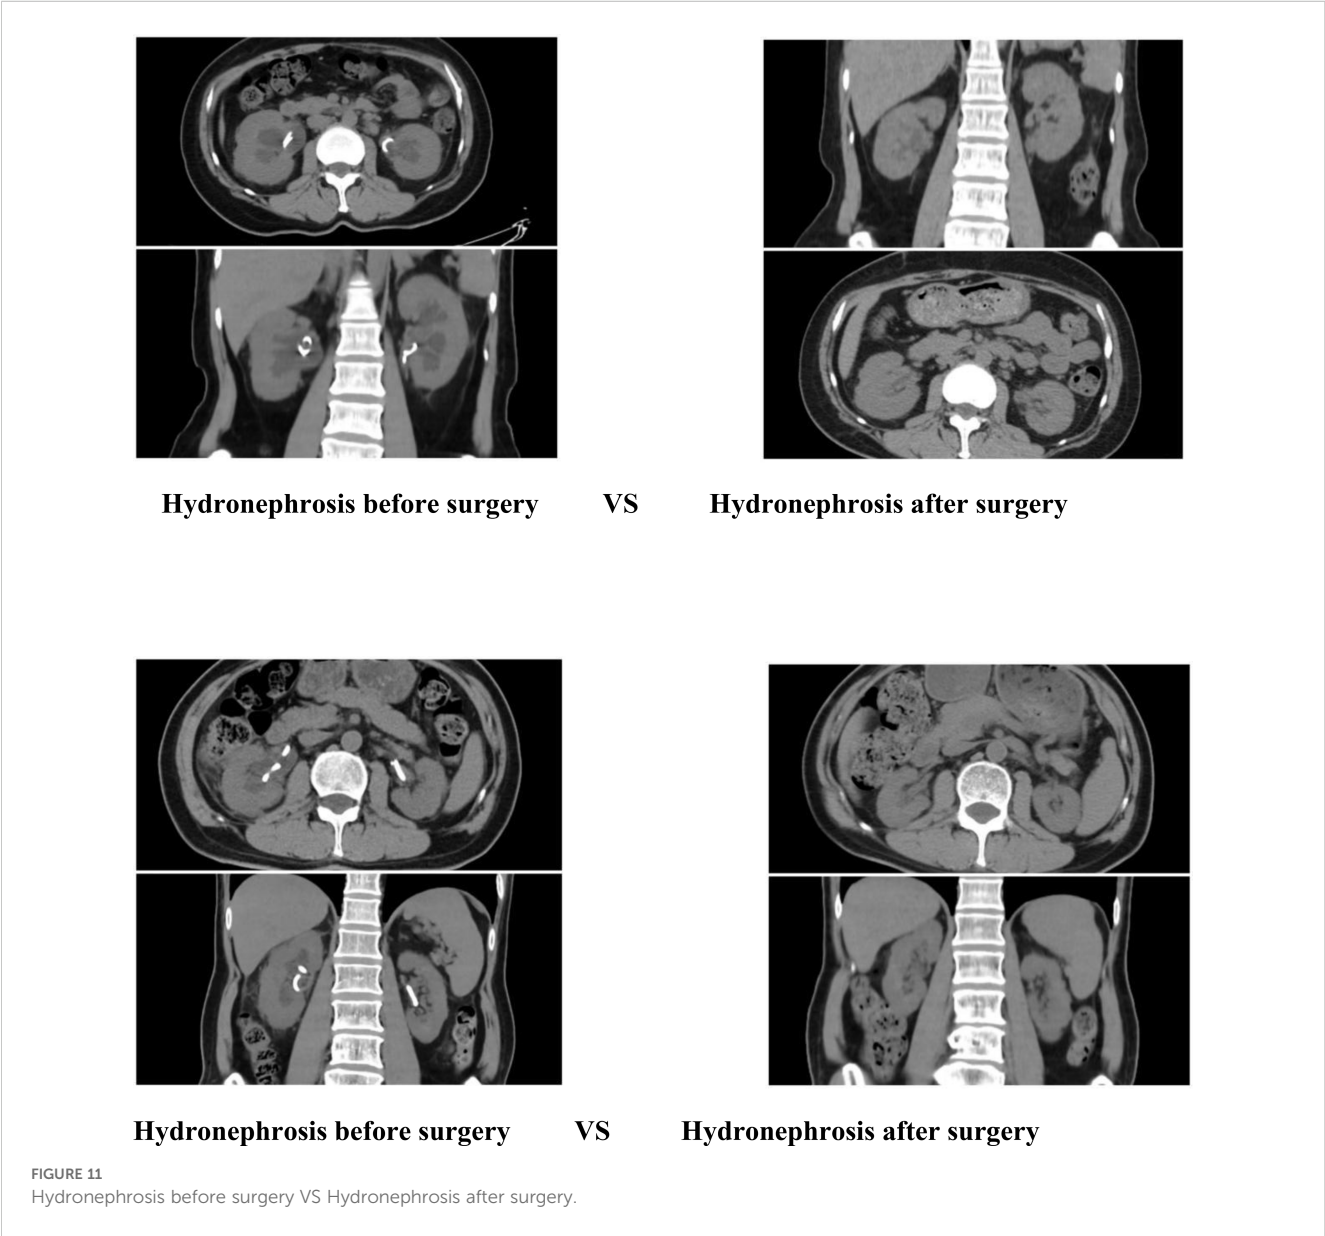 Hydronephrosis before surgery VS Hydronephrosis after surgery
Hydronephrosis before surgery VS Hydronephrosis after surgery
FIGURE 11
Hydronephrosis before surgery VS Hydronephrosis after surgery.